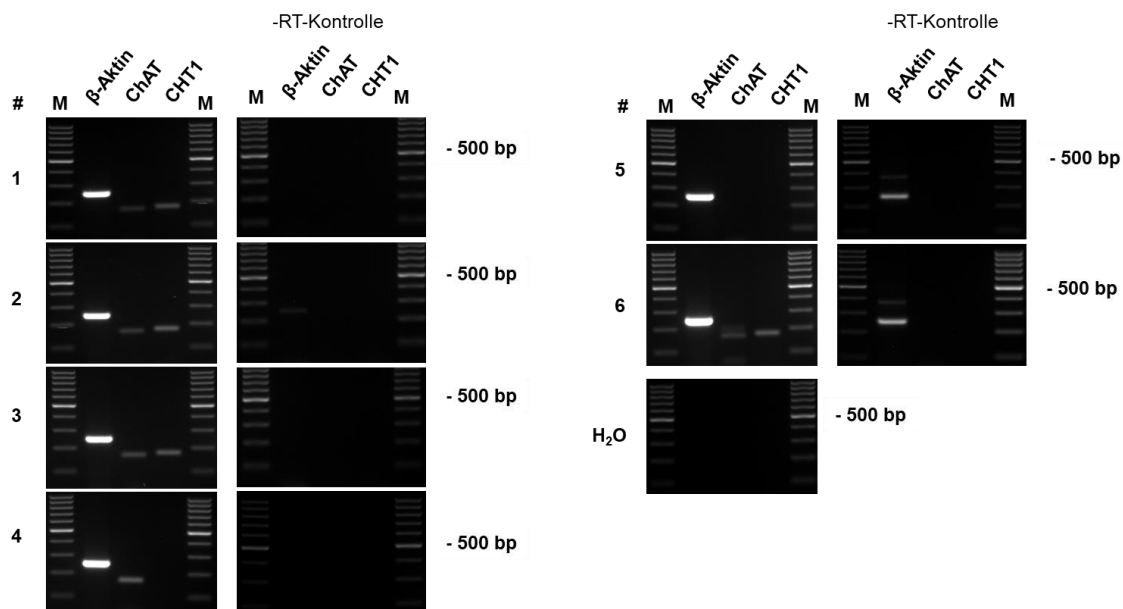 -RT-Kontrolle
# M β-Aktin ChAT CHT1 M
M β-Aktin ChAT CHT1 M
1 - 500 bp
2 - 500 bp
3 - 500 bp
4 - 500 bp
-RT-Kontrolle
# M β-Aktin ChAT CHT1 M
M β-Aktin ChAT CHT1 M
5 - 500 bp
6 - 500 bp
H₂O - 500 bp